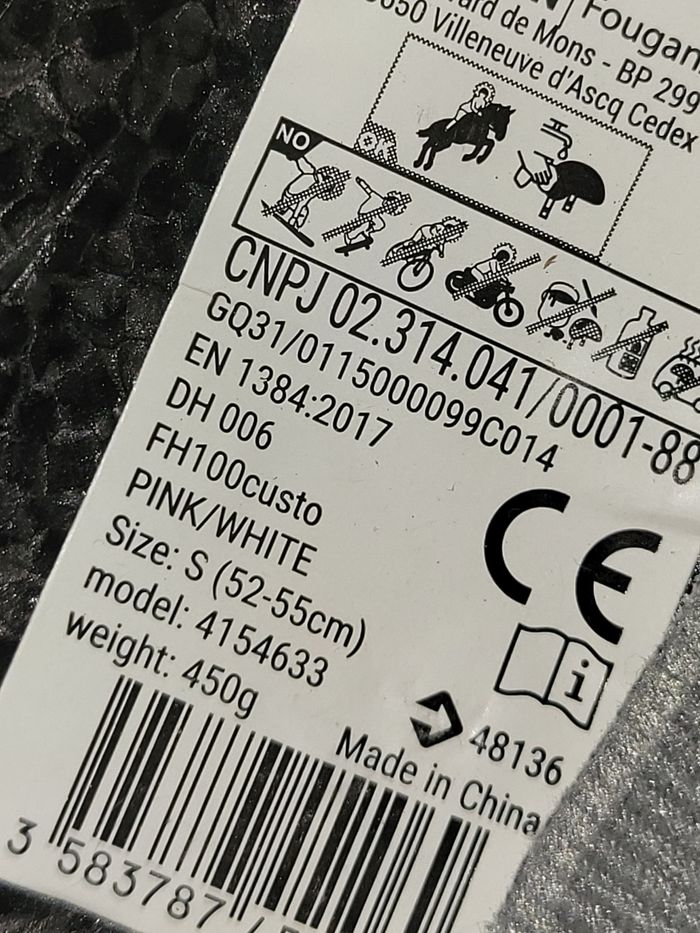 Fougan
de Mons - BP 299
Villeneuve d'Ascq Cedex
NO
CNPJ 02.314.041/0001-88
GQ31/0115000099C014
EN 1384:2017
DH 006
FH100custo
PINK/WHITE
Size: S (52-55cm)
model: 4154633
weight: 450g
CE
i
48136
Made in China
3 583787